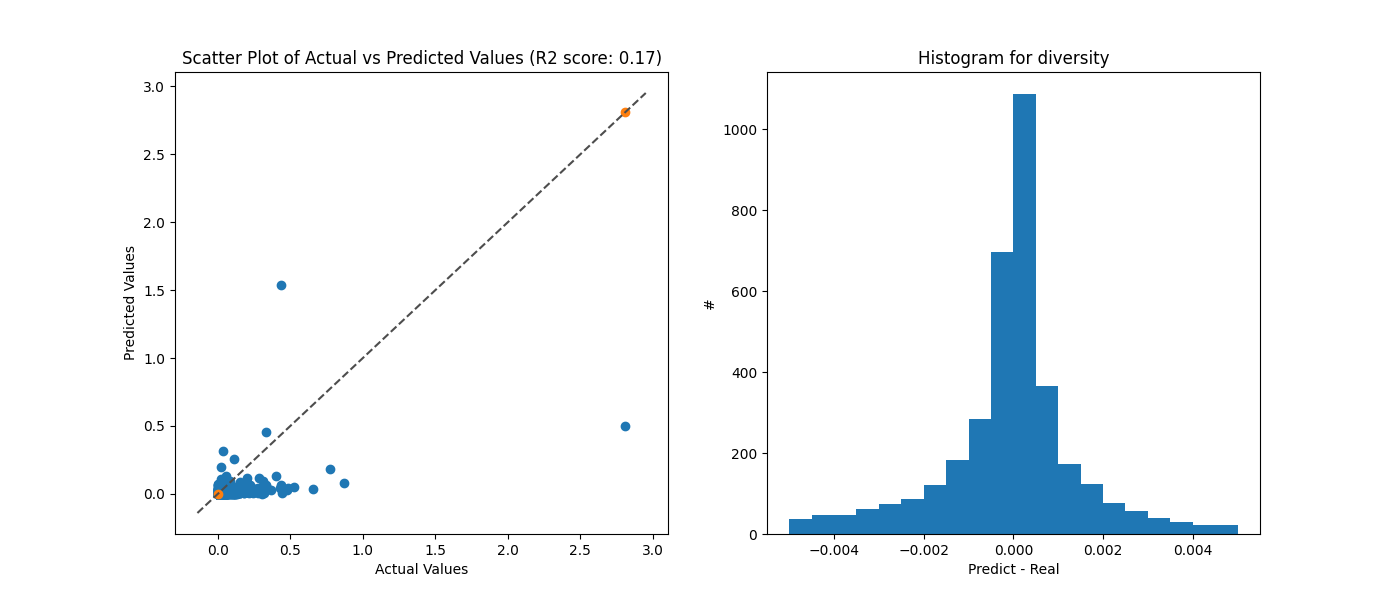 Scatter Plot of Actual vs Predicted Values (R2 score: 0.17)
3.0
2.5
2.0
1.5
1.0
0.5
0.0
Predicted Values
0.0 0.5 1.0 1.5 2.0 2.5 3.0
Actual Values
Histogram for diversity
1000
800
600
400
200
0
#
−0.004 −0.002 0.000 0.002 0.004
Predict - Real